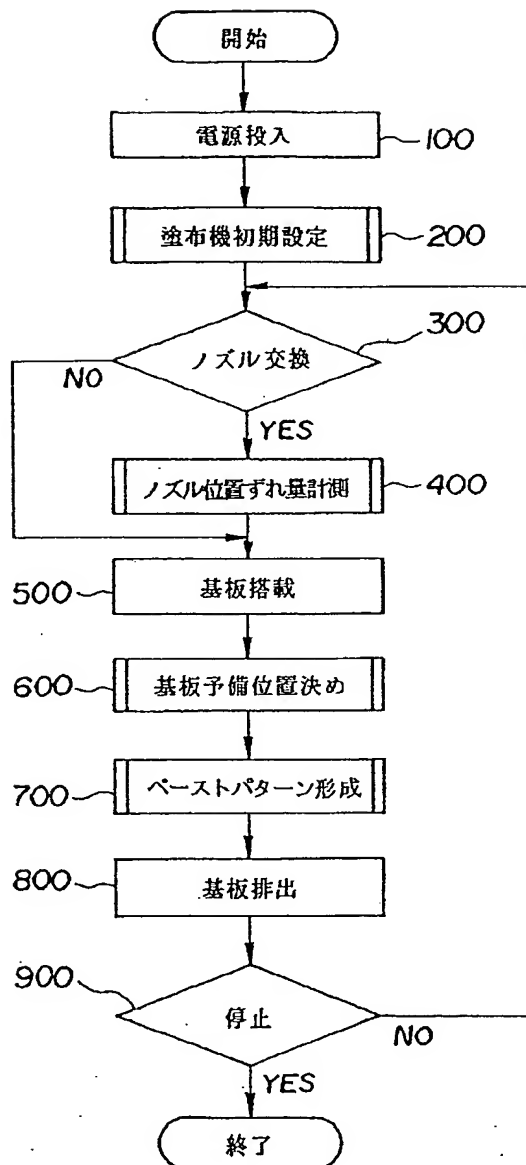 開始
電源投入 100
塗布機初期設定 200
ノズル交換 300
NO
YES
ノズル位置ずれ量計測 400
500 基板搭載
600 基板予備位置決め
700 ペーストパターン形成
800 基板排出
900 停止
NO
YES
終了